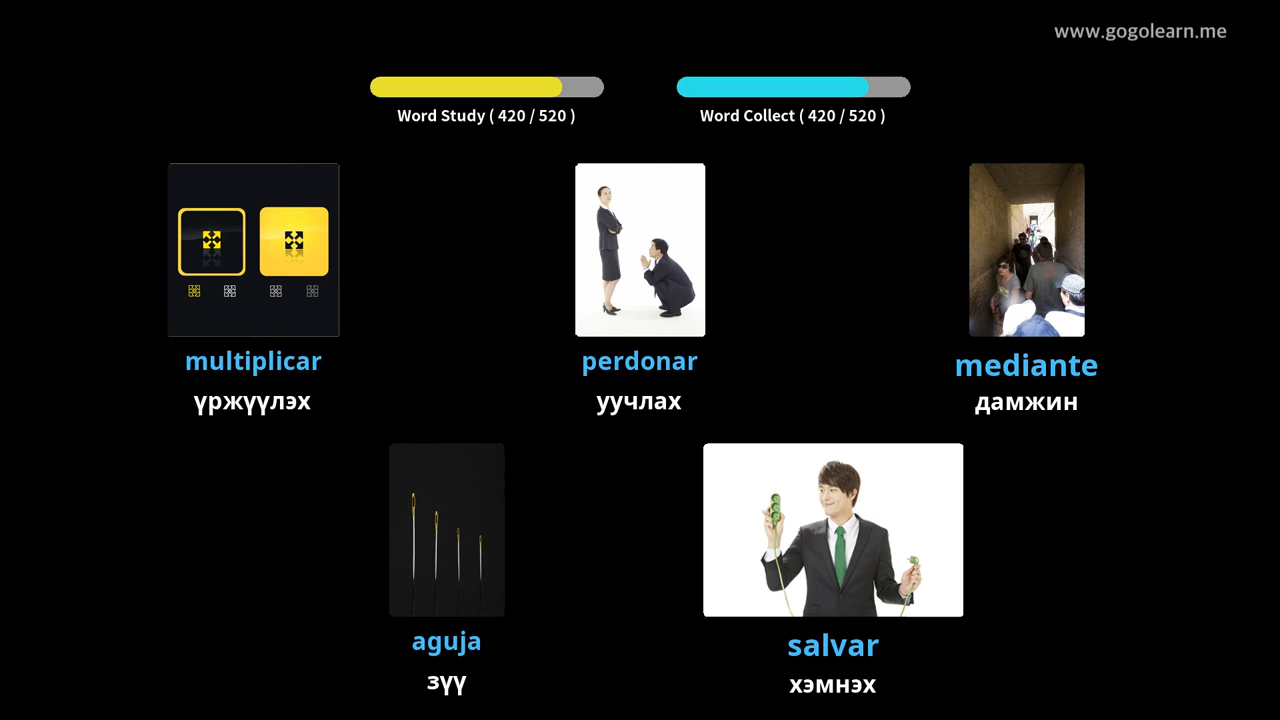 www.gogolearn.me
Word Study ( 420 / 520 )
Word Collect ( 420 / 520 )
multiplicar
perdonar
mediante
үржүүлэх
уучлах
дамжин
aguja
salvar
зүү
хэмнэх